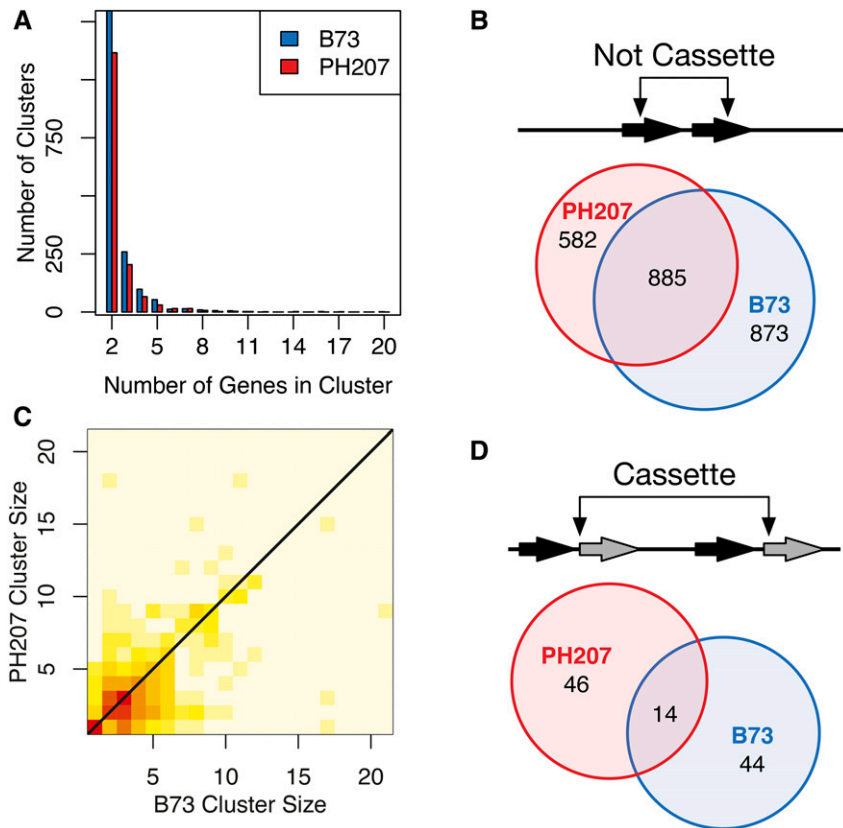 A
Number of Clusters
750
250
0
B73
PH207
2 5 8 11 14 17 20
Number of Genes in Cluster
B
Not Cassette
PH207
582
885
B73
873
C
PH207 Cluster Size
20
15
10
5
5 10 15 20
B73 Cluster Size
D
Cassette
PH207
46
14
B73
44